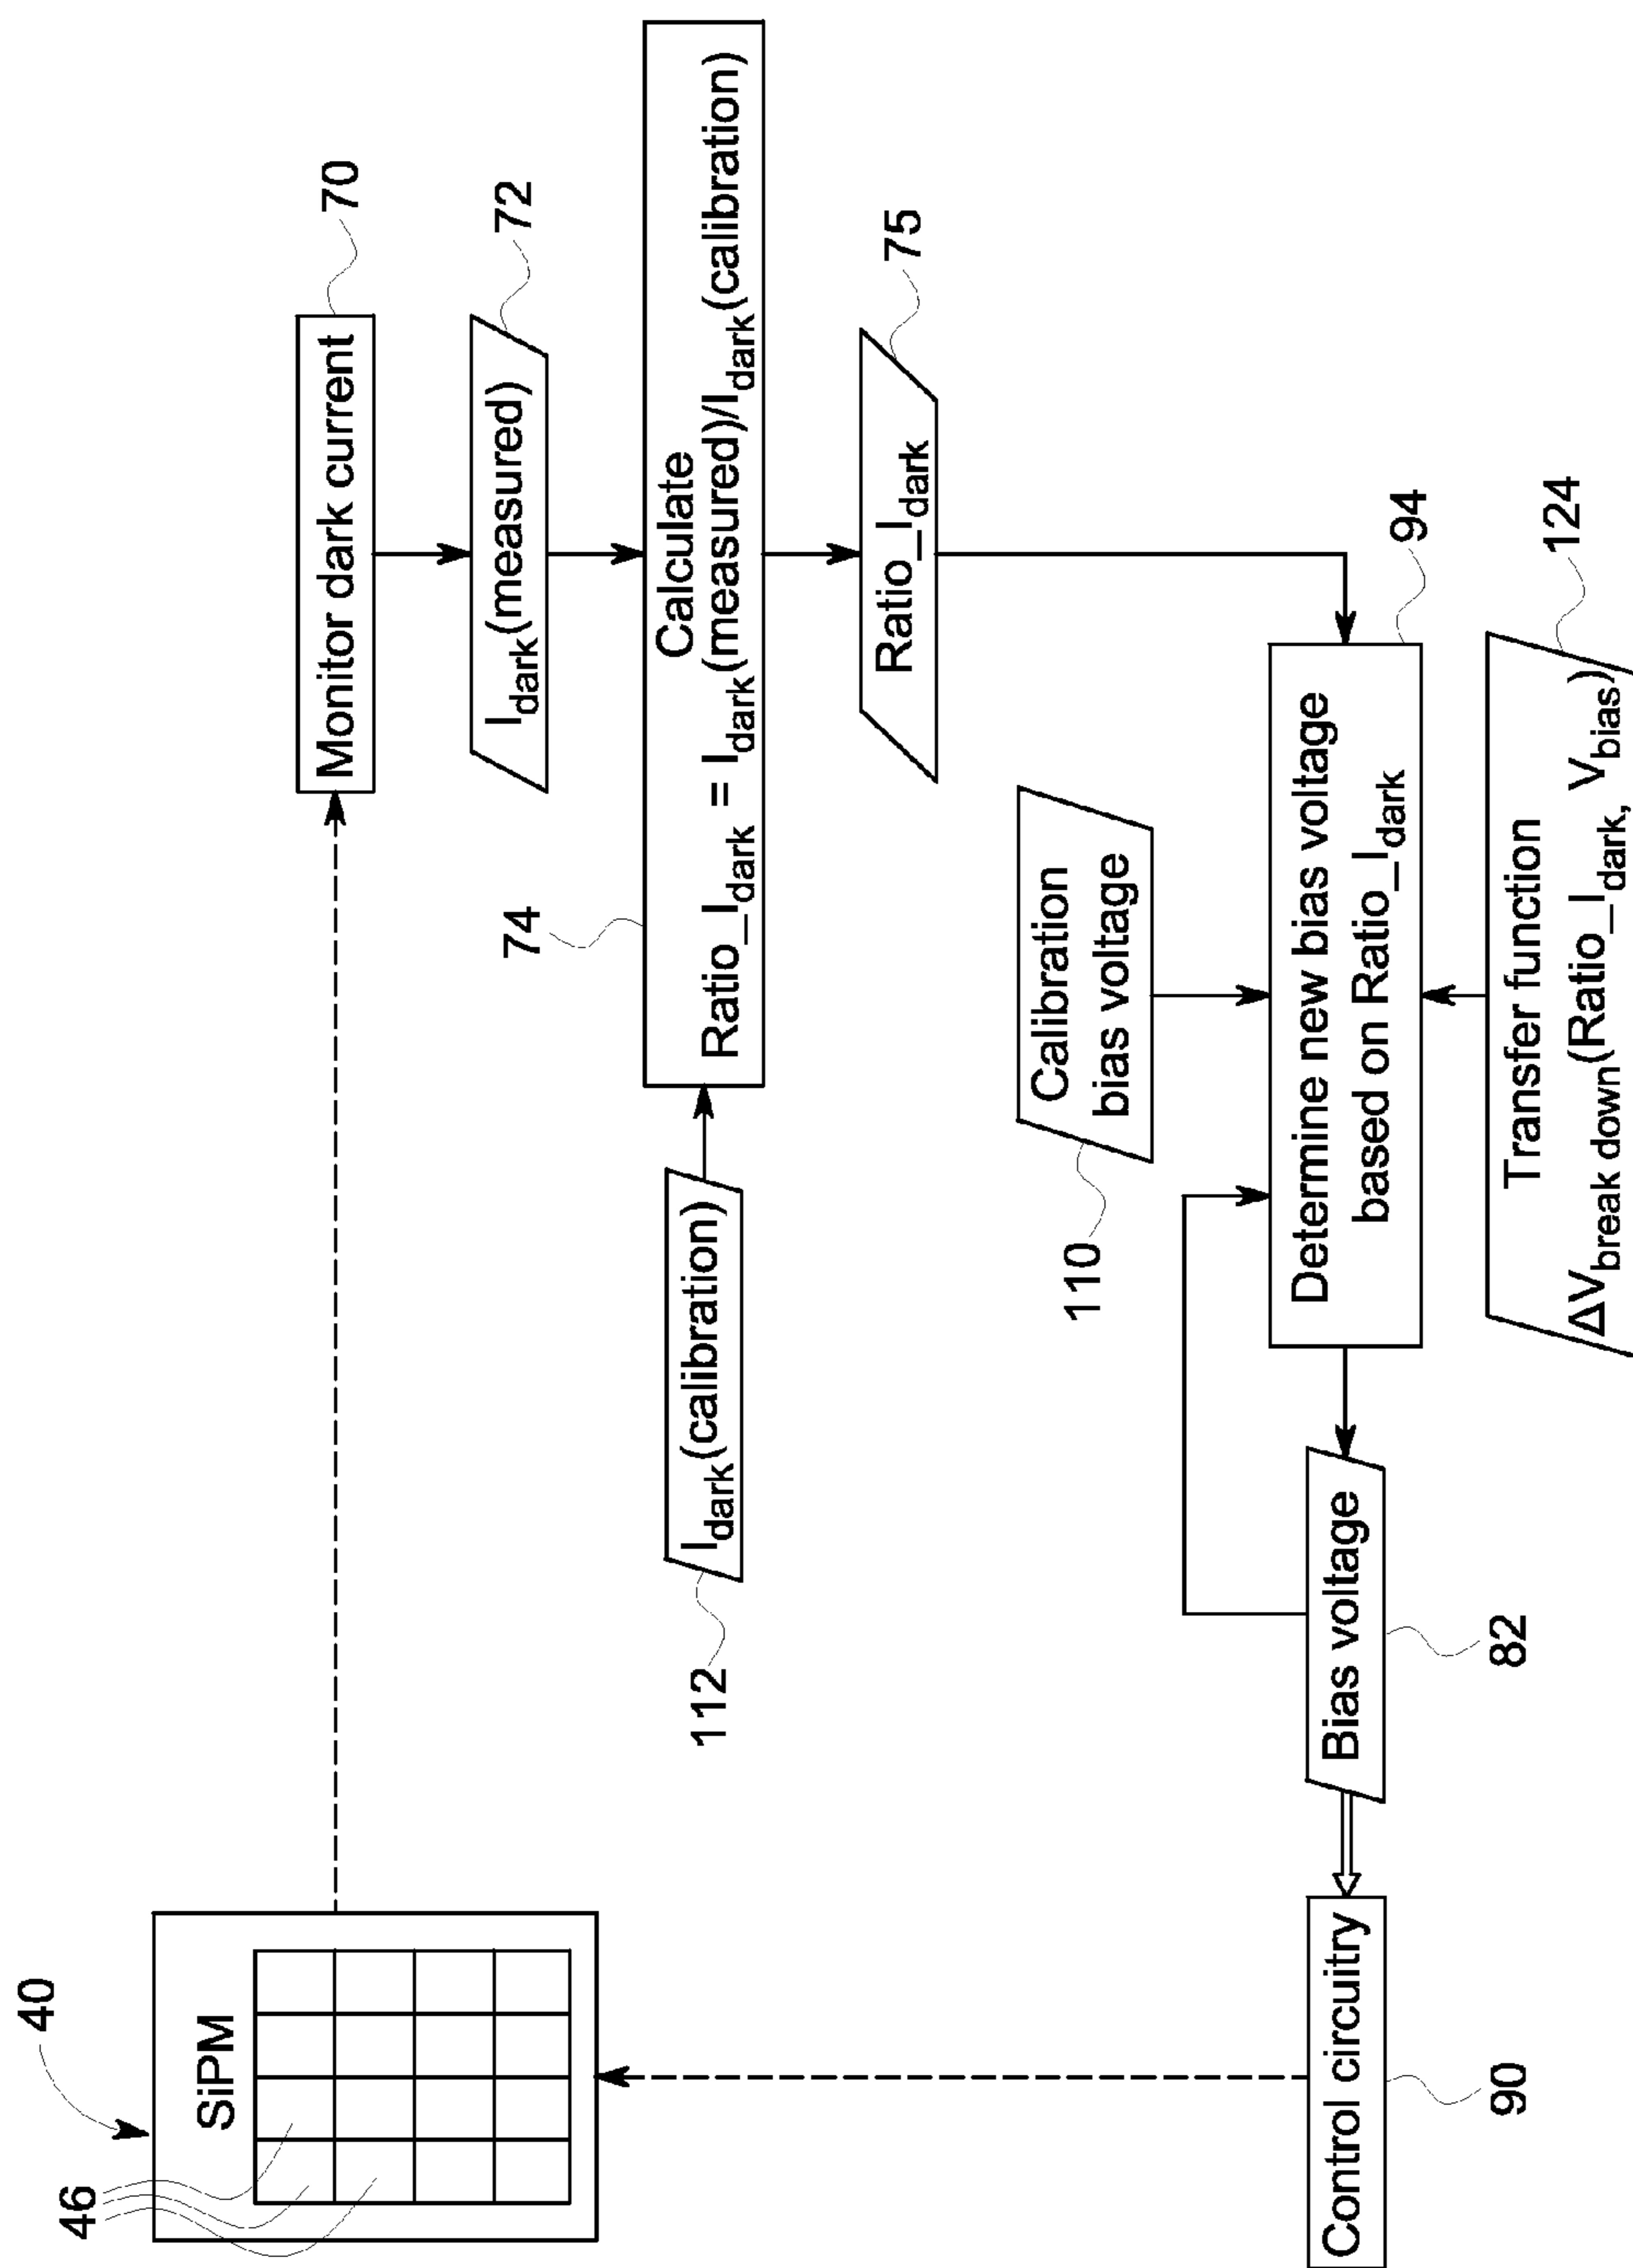 40
SiPM
46
Monitor dark current
70
I_dark(measured)
72
74
Calculate
Ratio_I_dark = I_dark(measured)/I_dark(calibration)
I_dark(calibration)
112
Ratio_I_dark
75
Calibration
bias voltage
110
Determine new bias voltage
based on Ratio_I_dark
94
Transfer function
ΔV_break down(Ratio_I_dark, V_bias)
124
Bias voltage
82
Control circuitry
90